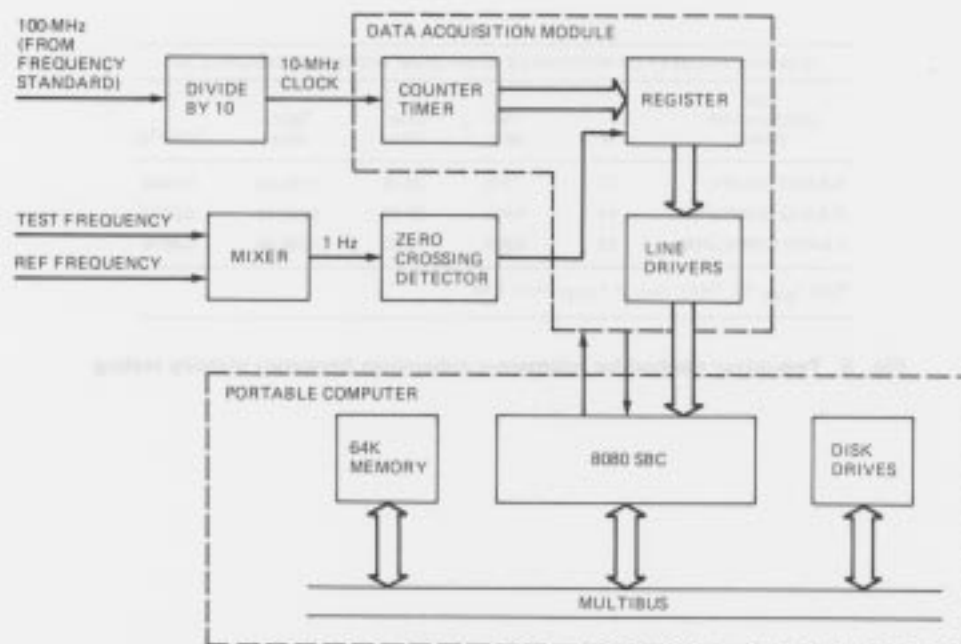 100-MHz
(FROM
FREQUENCY
STANDARD)
10-MHz
CLOCK
DIVIDE
BY 10
DATA ACQUISITION MODULE
COUNTER
TIMER
REGISTER
TEST FREQUENCY
REF FREQUENCY
MIXER
1 Hz
ZERO
CROSSING
DETECTOR
LINE
DRIVERS
PORTABLE COMPUTER
64K
MEMORY
8080 SBC
DISK
DRIVES
MULTIBUS